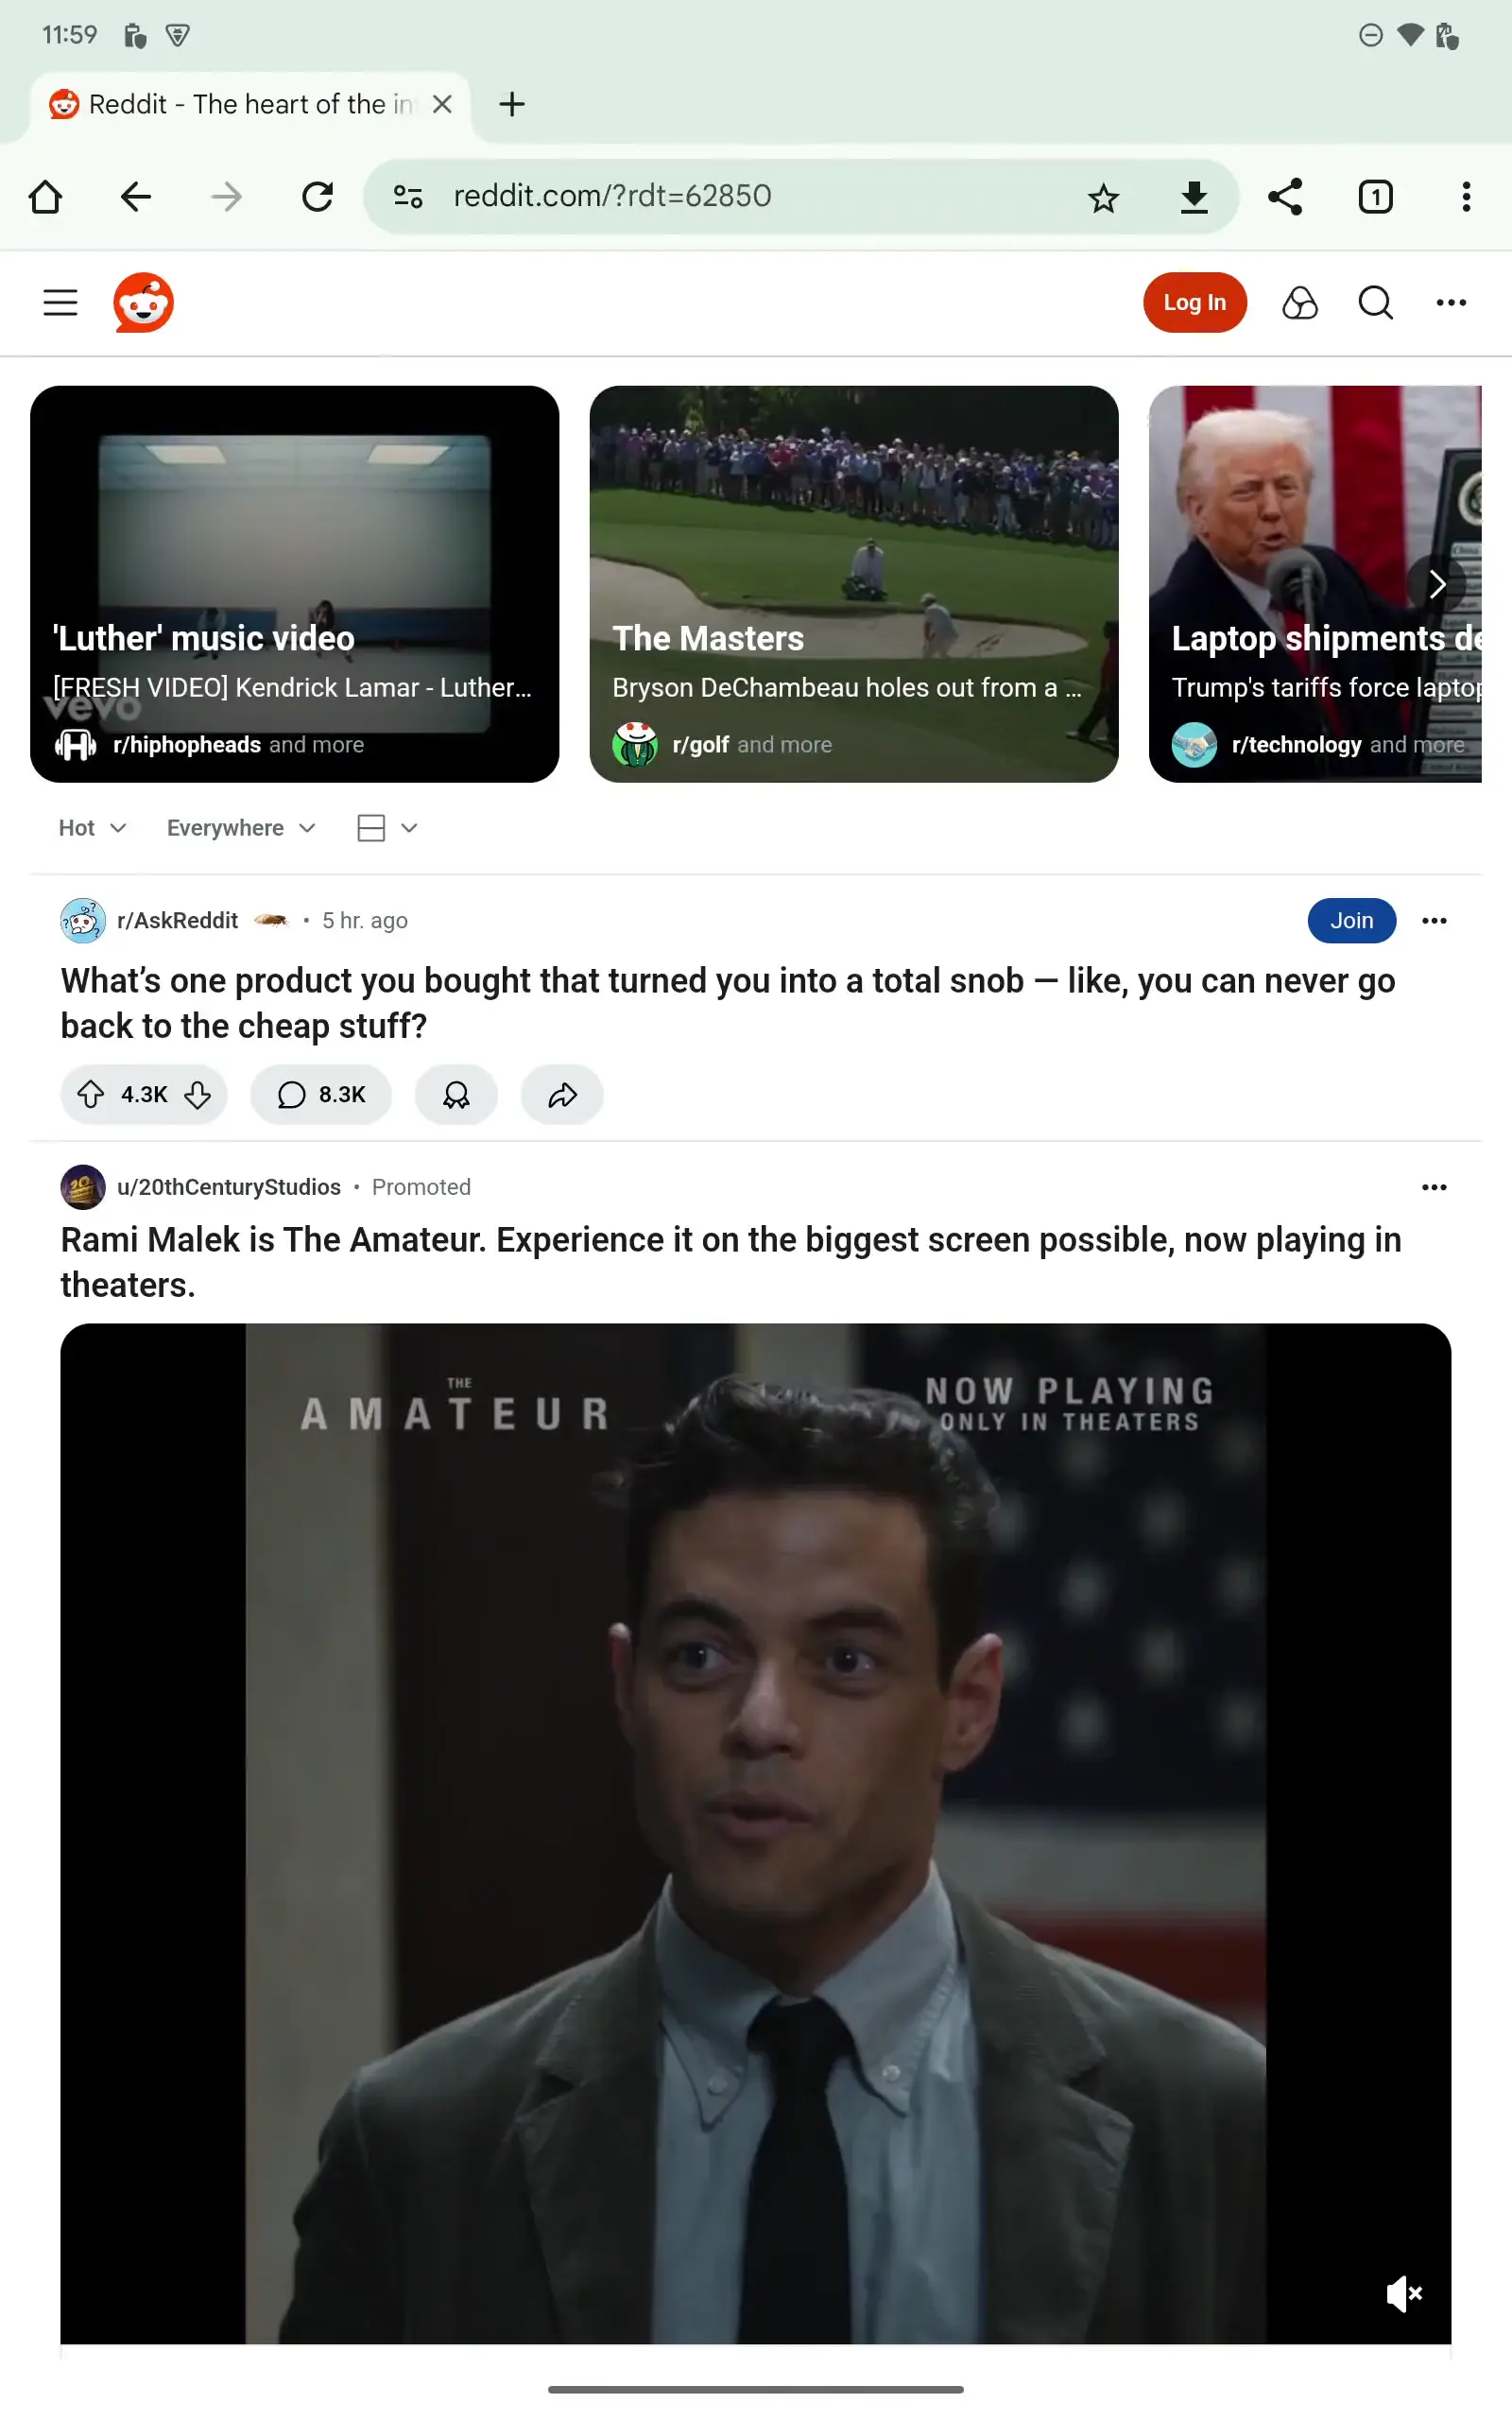 11:59
Reddit - The heart of the in
reddit.com/?rdt=62850
1
Log In
'Luther' music video
[FRESH VIDEO] Kendrick Lamar - Luther...
vevo
r/hiphopheads and more
The Masters
Bryson DeChambeau holes out from a ...
r/golf and more
Laptop shipments de
Trump's tariffs force laptop
r/technology and more
Hot
Everywhere
r/AskReddit • 5 hr. ago
Join
What’s one product you bought that turned you into a total snob — like, you can never go
back to the cheap stuff?
4.3K
8.3K
u/20thCenturyStudios • Promoted
Rami Malek is The Amateur. Experience it on the biggest screen possible, now playing in
theaters.
THE
AMATEUR
NOW PLAYING
ONLY IN THEATERS